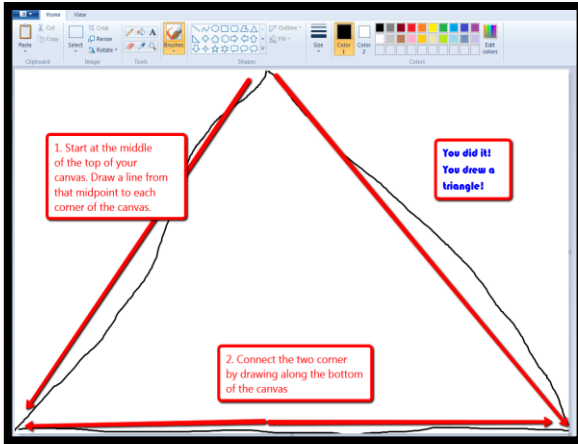 Home View
Cut
Copy
Paste
Clipboard
Crop
Resize
Rotate
Select
Image
Tools
Brushes
Outline
Fill
Shapes
Size
Color 1
Color 2
Edit colors
Colors
1. Start at the middle
of the top of your
canvas. Draw a line from
that midpoint to each
corner of the canvas.
You did it!
You drew a
triangle!
2. Connect the two corner
by drawing along the bottom
of the canvas